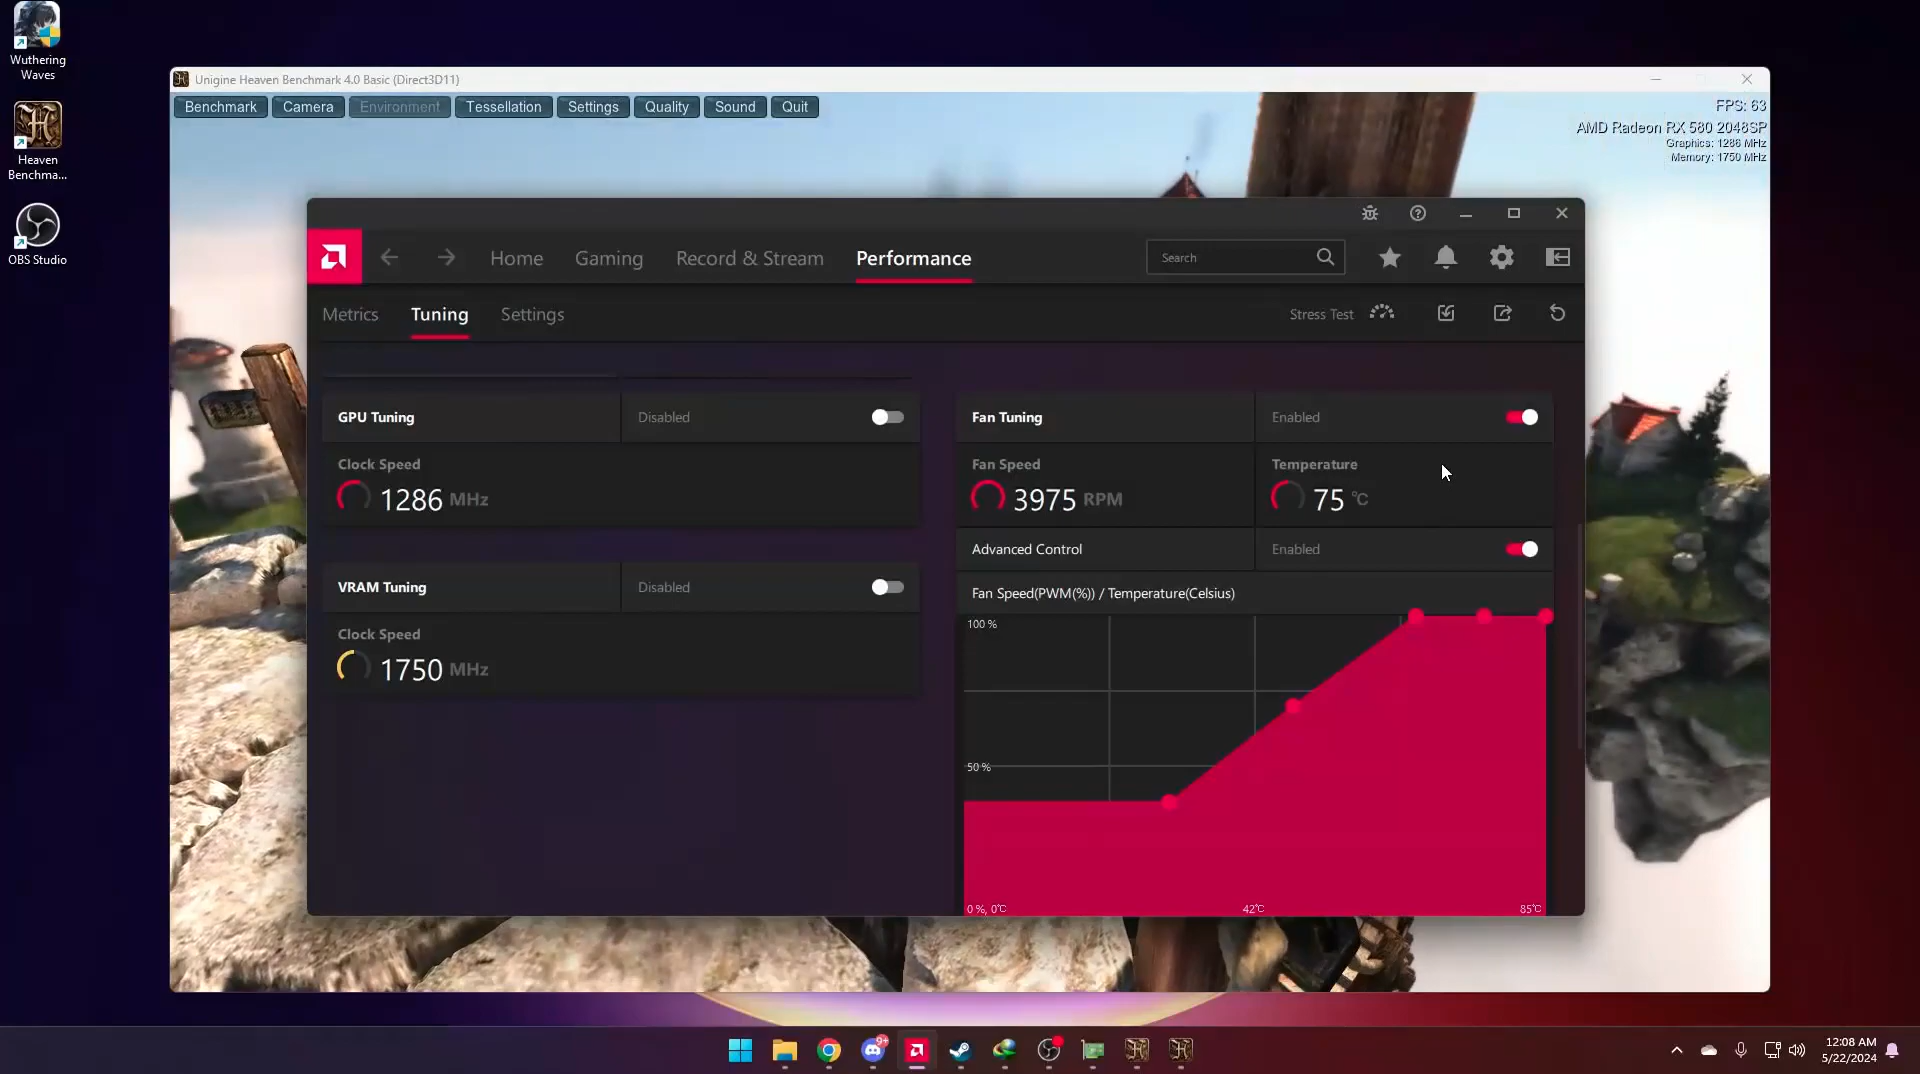 Wuthering
Waves
Heaven
Benchma...
OBS Studio
Unigine Heaven Benchmark 4.0 Basic (Direct3D11)
Benchmark Camera Environment Tessellation Settings Quality Sound Quit
FPS: 63
AMD Radeon RX 580 2048SP
Graphics: 1286 MHz
Memory: 1750 MHz
Home Gaming Record & Stream Performance Search
Metrics Tuning Settings Stress Test
GPU Tuning Disabled
Clock Speed
1286 MHz
VRAM Tuning Disabled
Clock Speed
1750 MHz
Fan Tuning Enabled
Fan Speed Temperature
3975 RPM 75 °C
Advanced Control Enabled
Fan Speed(PWM(%)) / Temperature(Celsius)
100 %
50 %
0 %, 0°C 42°C 85°C
9+
12:08 AM
5/22/2024